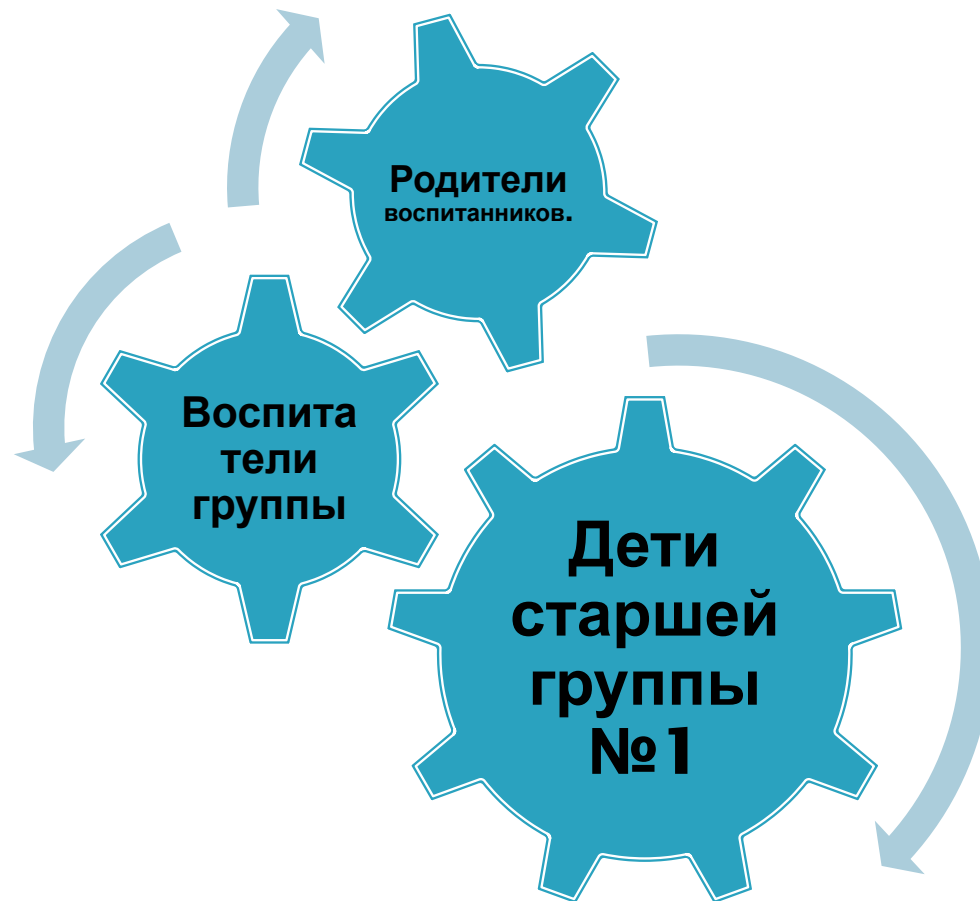 Родители
воспитанников.
Воспита
тели
группы
Дети
старшей
группы
№1